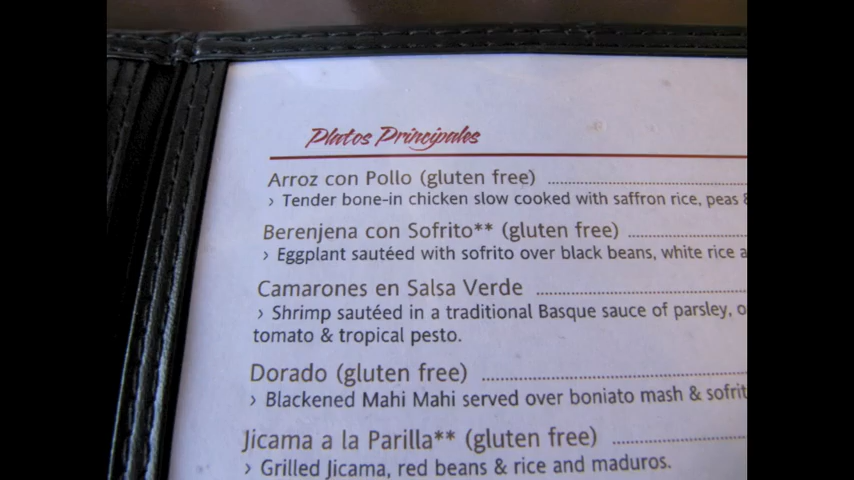 Platos Principales
Arroz con Pollo (gluten free) ........................................
› Tender bone-in chicken slow cooked with saffron rice, peas &
Berenjena con Sofrito** (gluten free) ........................................
› Eggplant sautéed with sofrito over black beans, white rice a
Camarones en Salsa Verde ........................................
› Shrimp sautéed in a traditional Basque sauce of parsley, o
tomato & tropical pesto.
Dorado (gluten free) ........................................
› Blackened Mahi Mahi served over boniato mash & sofrit
Jicama a la Parilla** (gluten free) ........................................
› Grilled Jicama, red beans & rice and maduros.